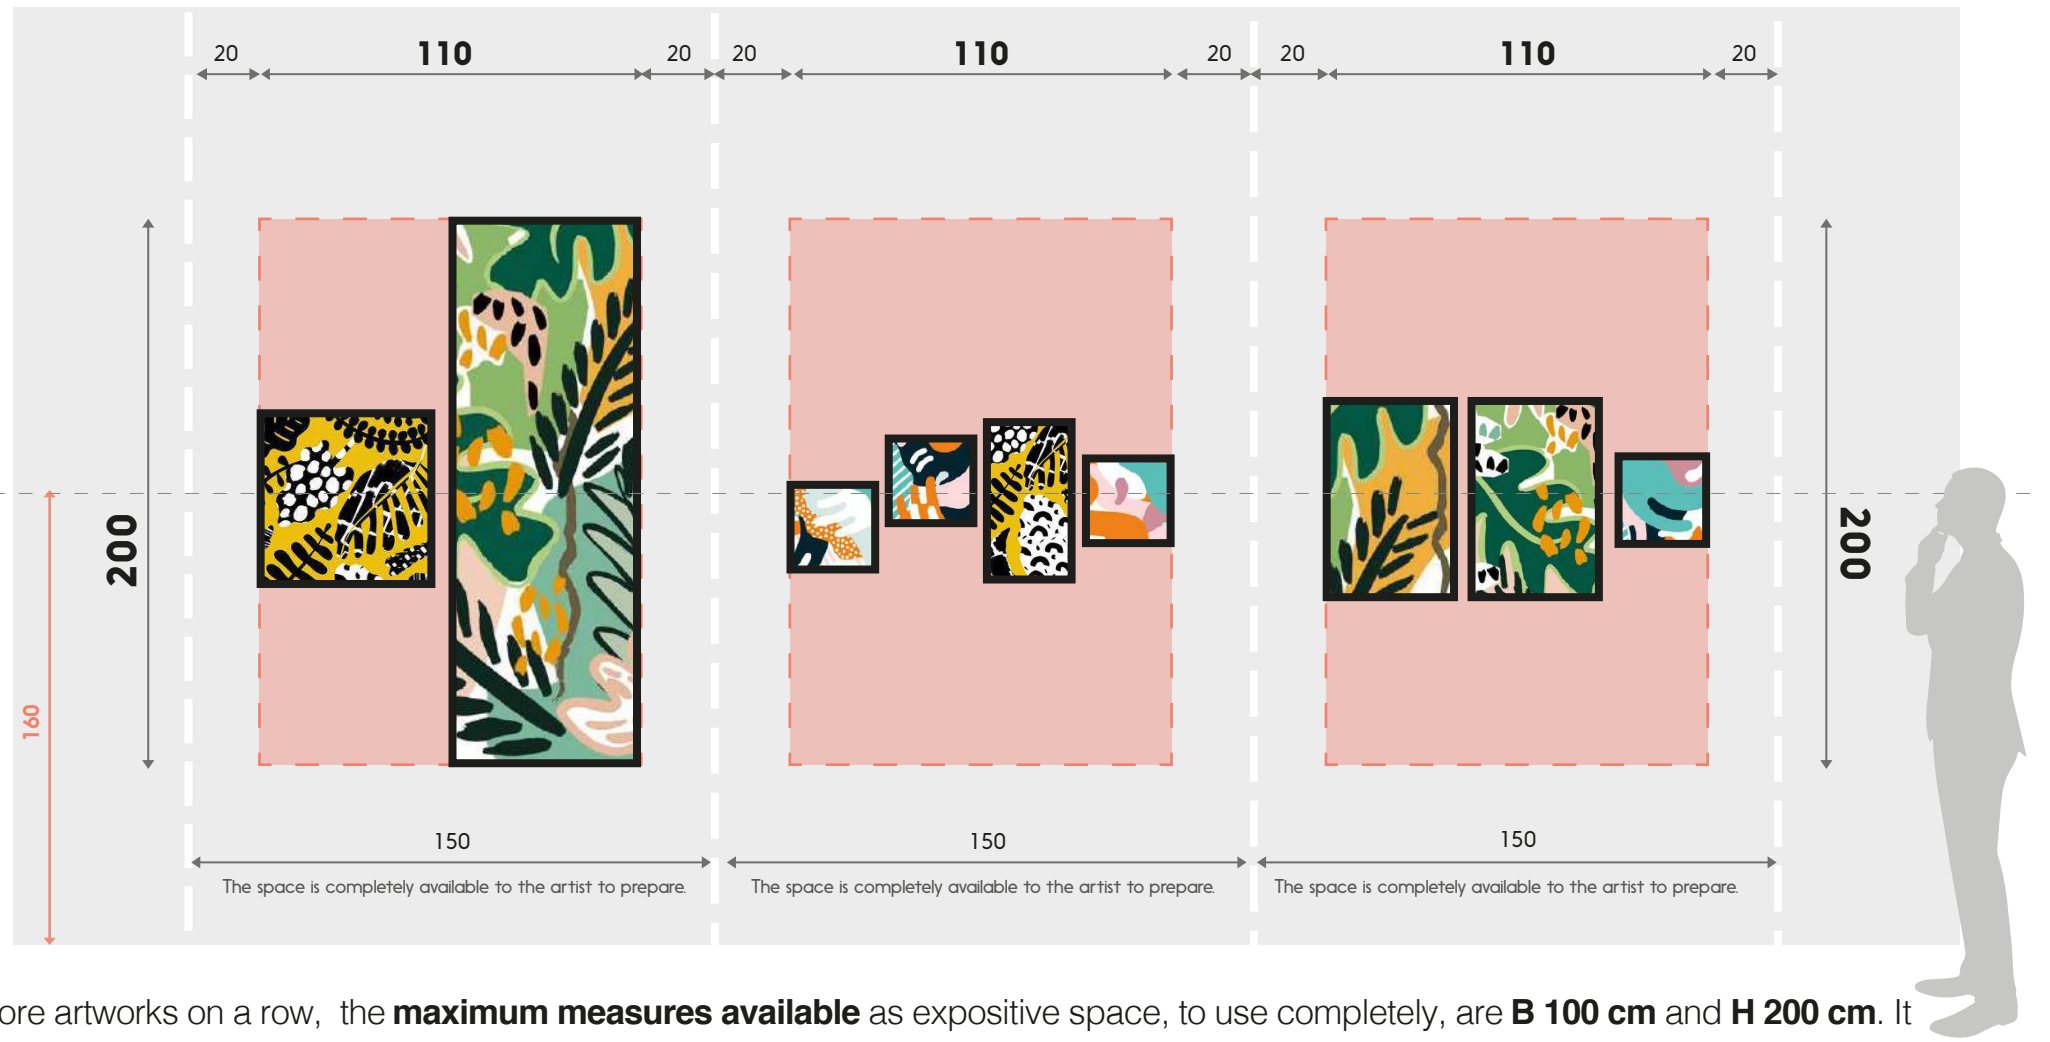 20 110 20 20 110 20 20 110 20
200
200
160
150 150 150
The space is completely available to the artist to prepare. The space is completely available to the artist to prepare. The space is completely available to the artist to prepare.
ore artworks on a row, the maximum measures available as expositive space, to use completely, are B 100 cm and H 200 cm. It